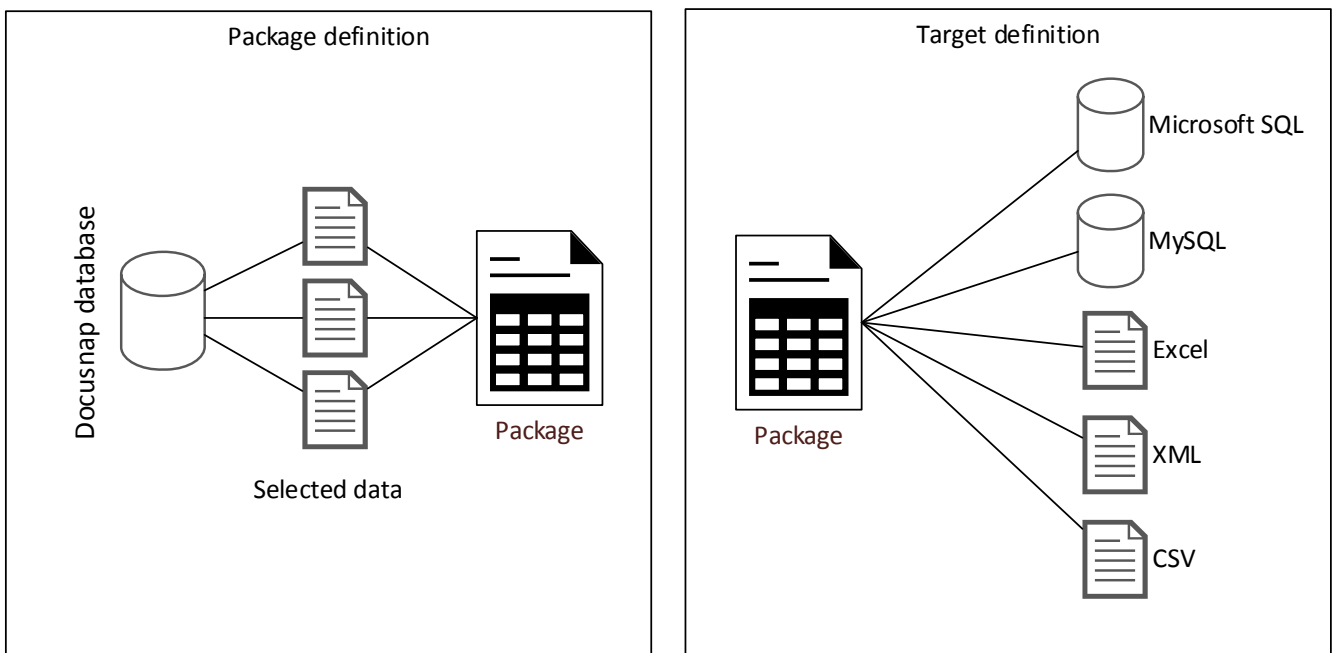 Package definition
Docusnap database
Package
Selected data
Target definition
Microsoft SQL
MySQL
Excel
Package
XML
CSV